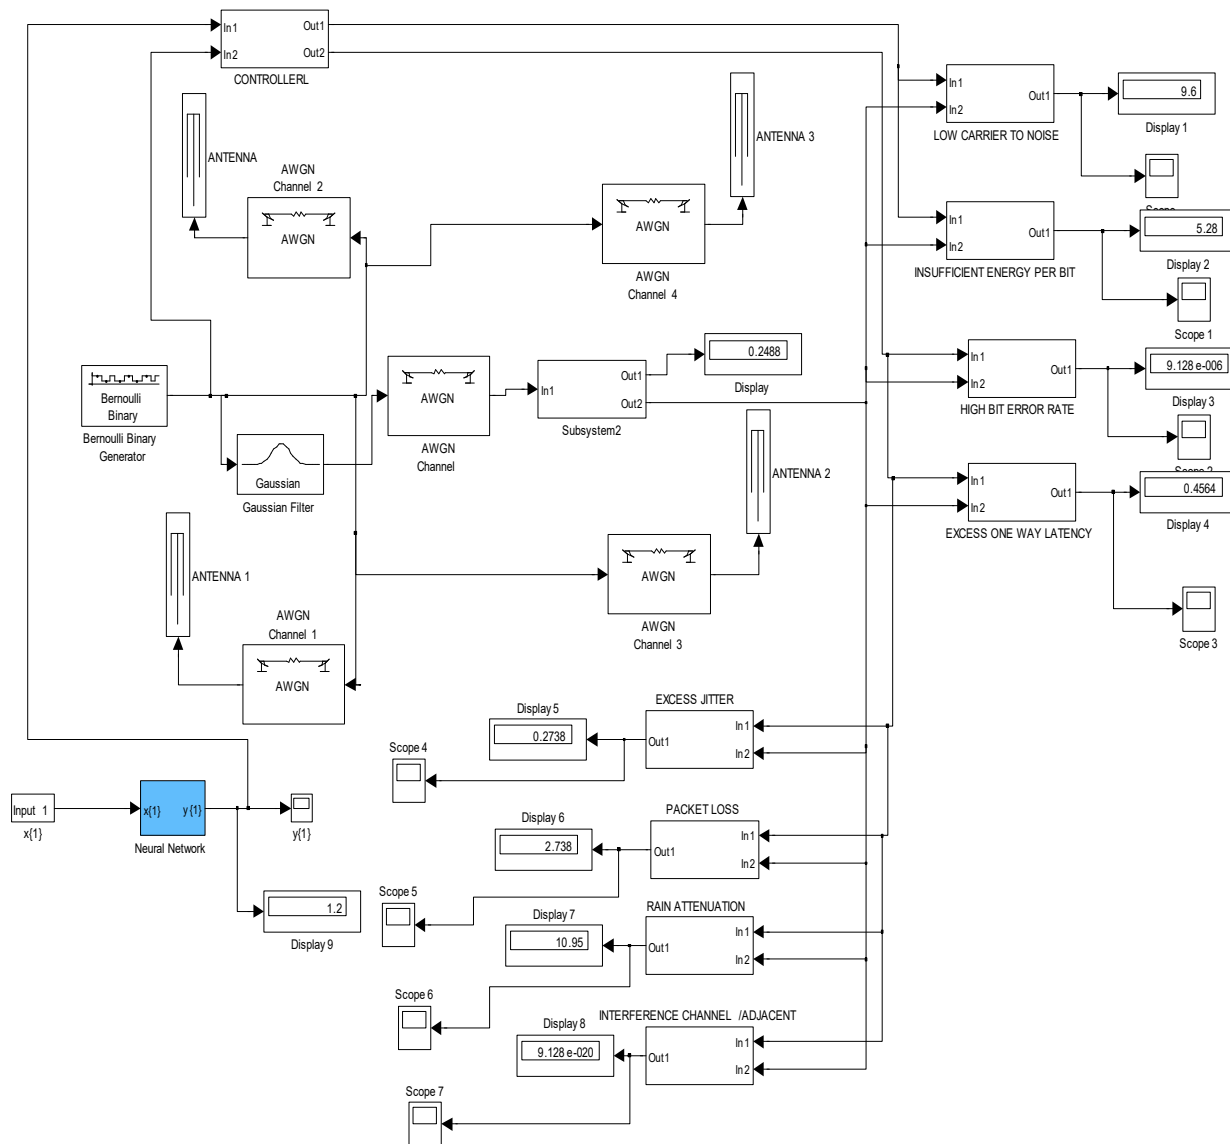 In1
In2
Out1
Out2
CONTROLLERL
In1
In2
Out1
LOW CARRIER TO NOISE
9.6
Display 1
ANTENNA
AWGN
Channel 2
AWGN
ANTENNA 3
AWGN
AWGN
Channel 4
In1
In2
Out1
INSUFFICIENT ENERGY PER BIT
5.28
Display 2
Scope 1
Bernoulli
Binary
Bernoulli Binary
Generator
AWGN
AWGN
Channel
In1
Out1
Out2
Subsystem2
0.2488
Display
In1
In2
Out1
HIGH BIT ERROR RATE
9.128 e-006
Display 3
Gaussian
Gaussian Filter
ANTENNA 2
In1
In2
Out1
EXCESS ONE WAY LATENCY
0.4564
Display 4
Scope 3
ANTENNA 1
AWGN
Channel 1
AWGN
AWGN
AWGN
Channel 3
EXCESS JITTER
In1
In2
Out1
Display 5
0.2738
Scope 4
Input 1
x{1}
x{1}
y{1}
Neural Network
y{1}
1.2
Display 9
PACKET LOSS
In1
In2
Out1
Display 6
2.738
Scope 5
RAIN ATTENUATION
In1
In2
Out1
Display 7
10.95
Scope 6
INTERFERENCE CHANNEL /ADJACENT
In1
In2
Out1
Display 8
9.128 e-020
Scope 7